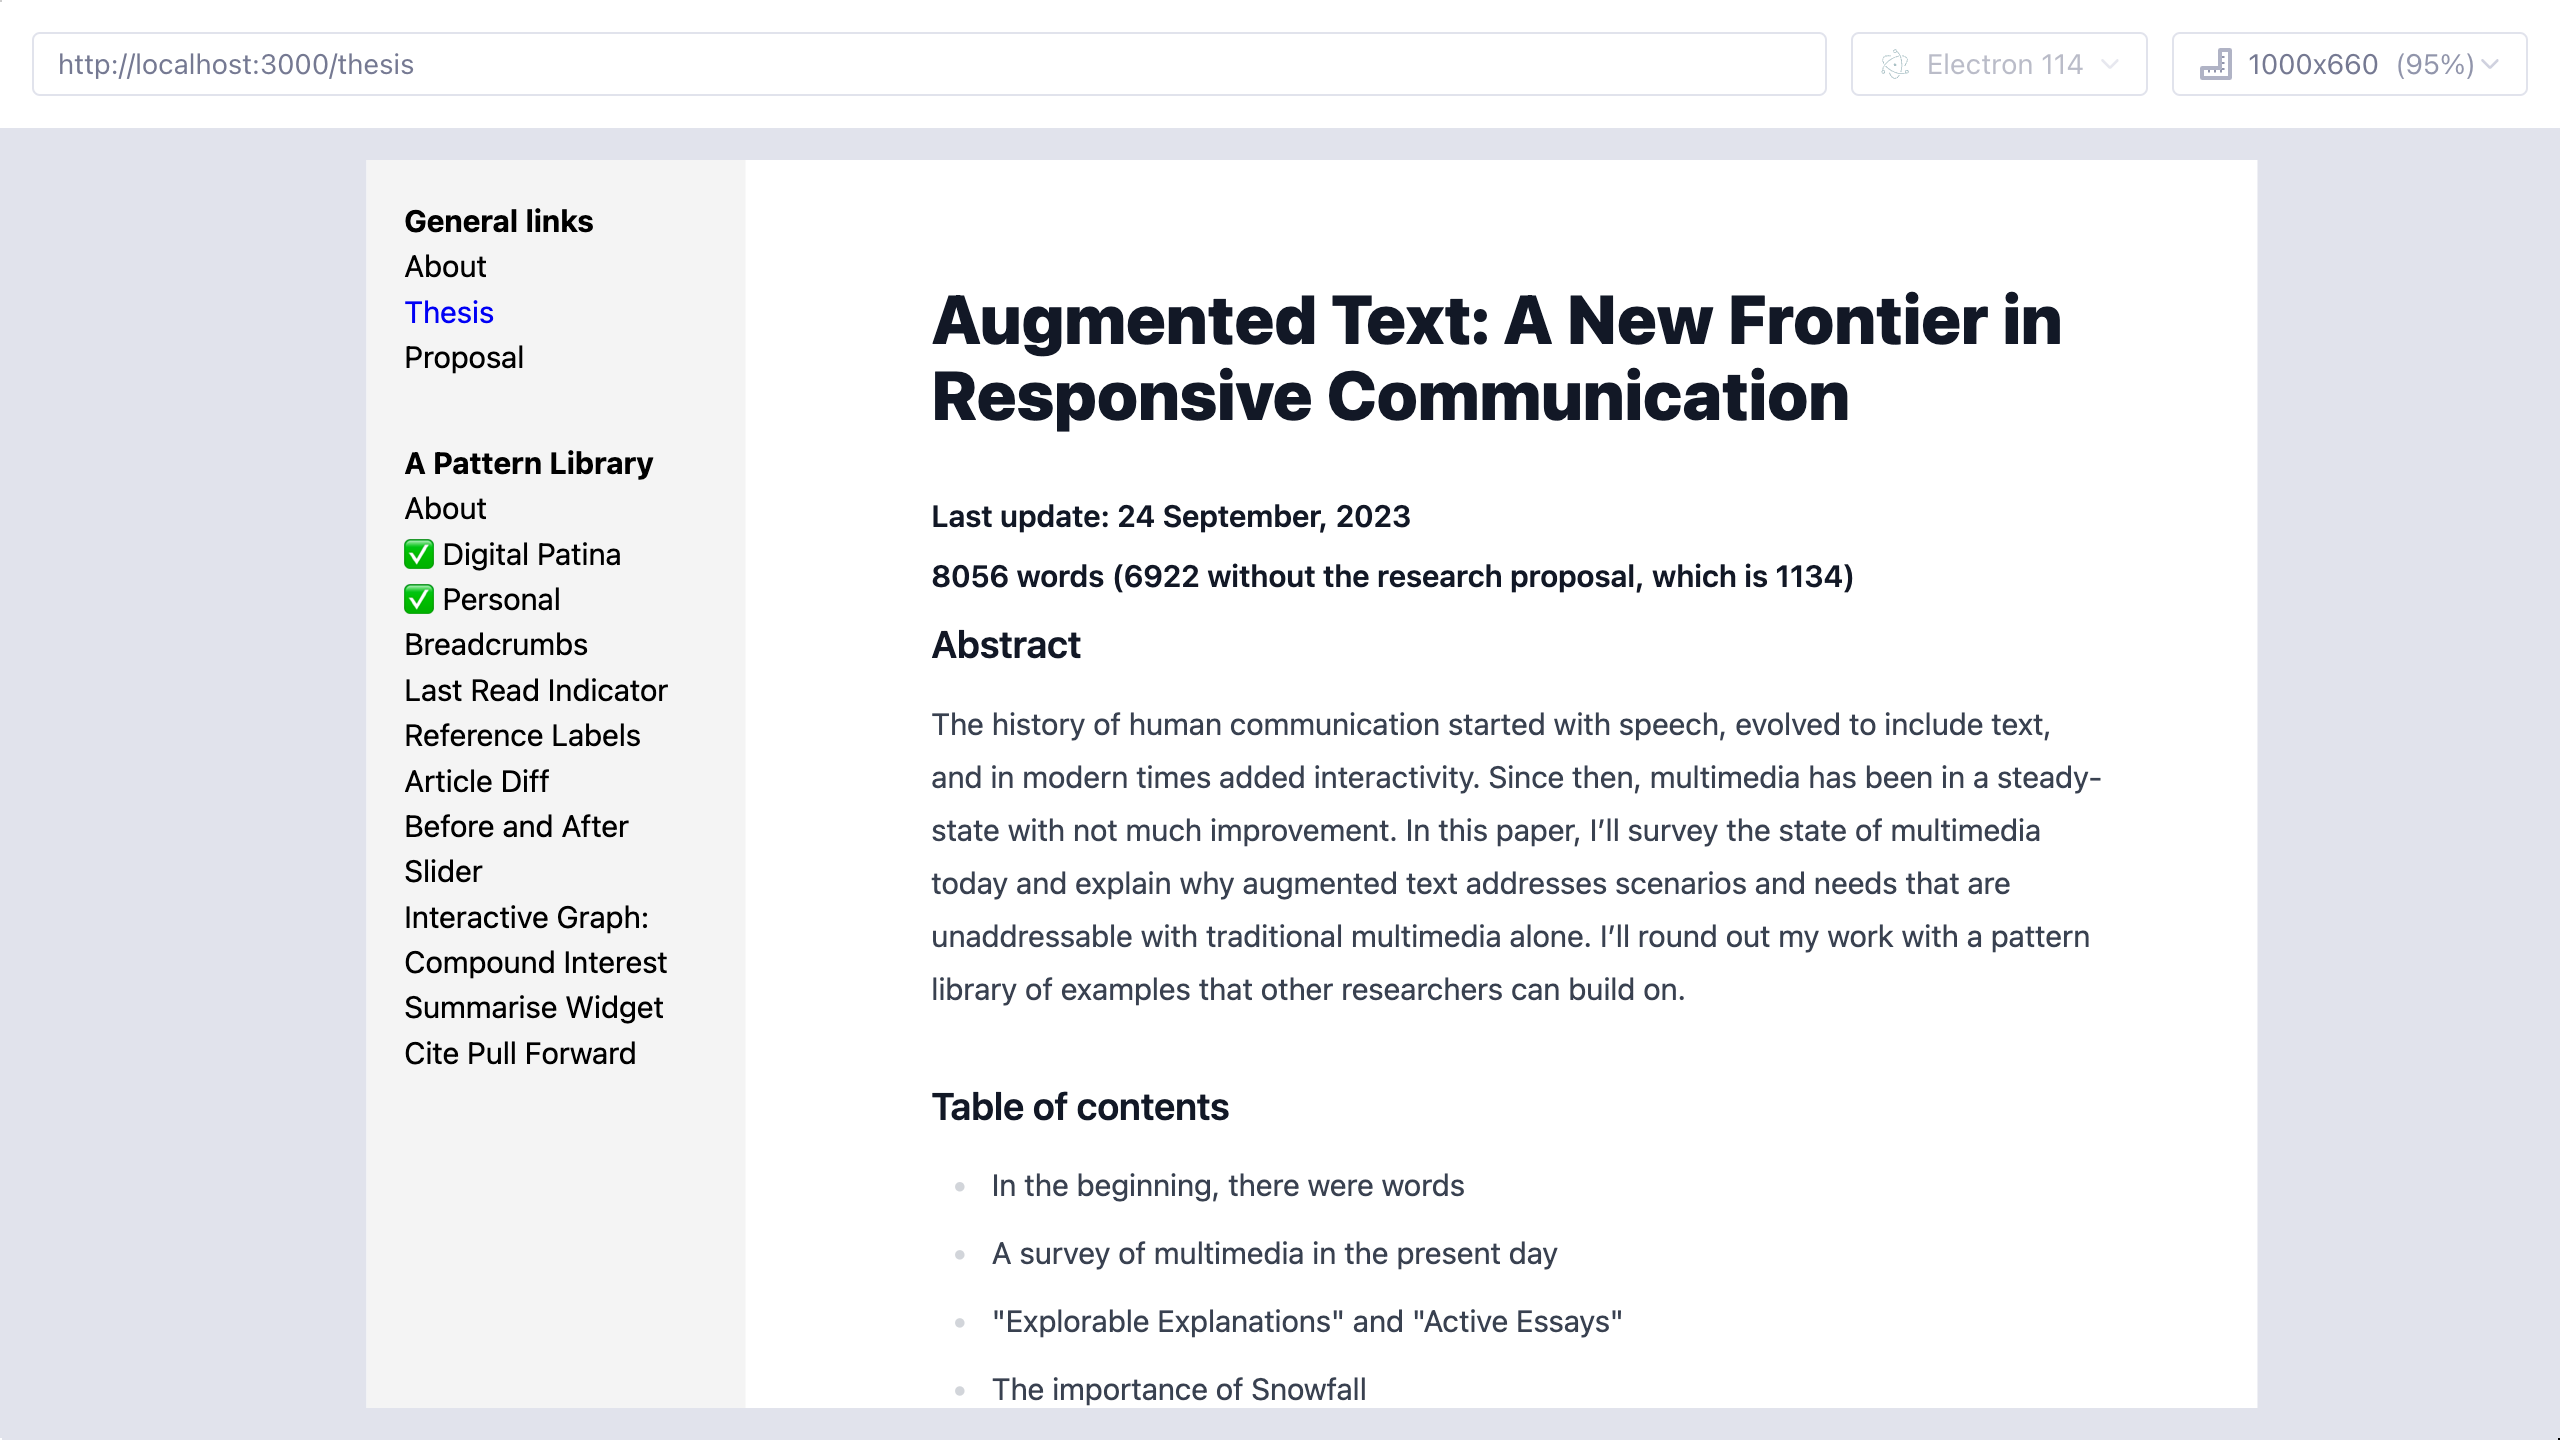 http://localhost:3000/thesis
Electron 114
1000x660 (95%)
General links
About
Thesis
Proposal
A Pattern Library
About
✅ Digital Patina
✅ Personal
Breadcrumbs
Last Read Indicator
Reference Labels
Article Diff
Before and After
Slider
Interactive Graph:
Compound Interest
Summarise Widget
Cite Pull Forward
Augmented Text: A New Frontier in
Responsive Communication
Last update: 24 September, 2023
8056 words (6922 without the research proposal, which is 1134)
Abstract
The history of human communication started with speech, evolved to include text,
and in modern times added interactivity. Since then, multimedia has been in a steady-
state with not much improvement. In this paper, I’ll survey the state of multimedia
today and explain why augmented text addresses scenarios and needs that are
unaddressable with traditional multimedia alone. I’ll round out my work with a pattern
library of examples that other researchers can build on.
Table of contents
• In the beginning, there were words
• A survey of multimedia in the present day
• "Explorable Explanations" and "Active Essays"
• The importance of Snowfall